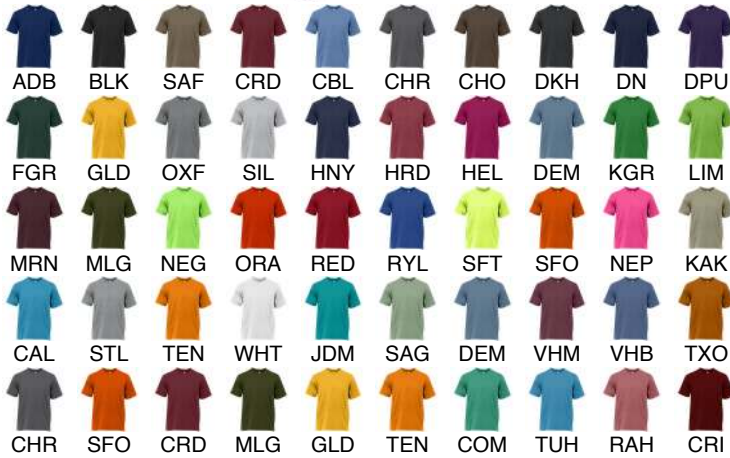 ADB BLK SAF CRD CBL CHR CHO DKH DN DPU
FGR GLD OXF SIL HNY HRD HEL DEM KGR LIM
MRN MLG NEG ORA RED RYL SFT SFO NEP KAK
CAL STL TEN WHT JDM SAG DEM VHM VHB TXO
CHR SFO CRD MLG GLD TEN COM TUH RAH CRI